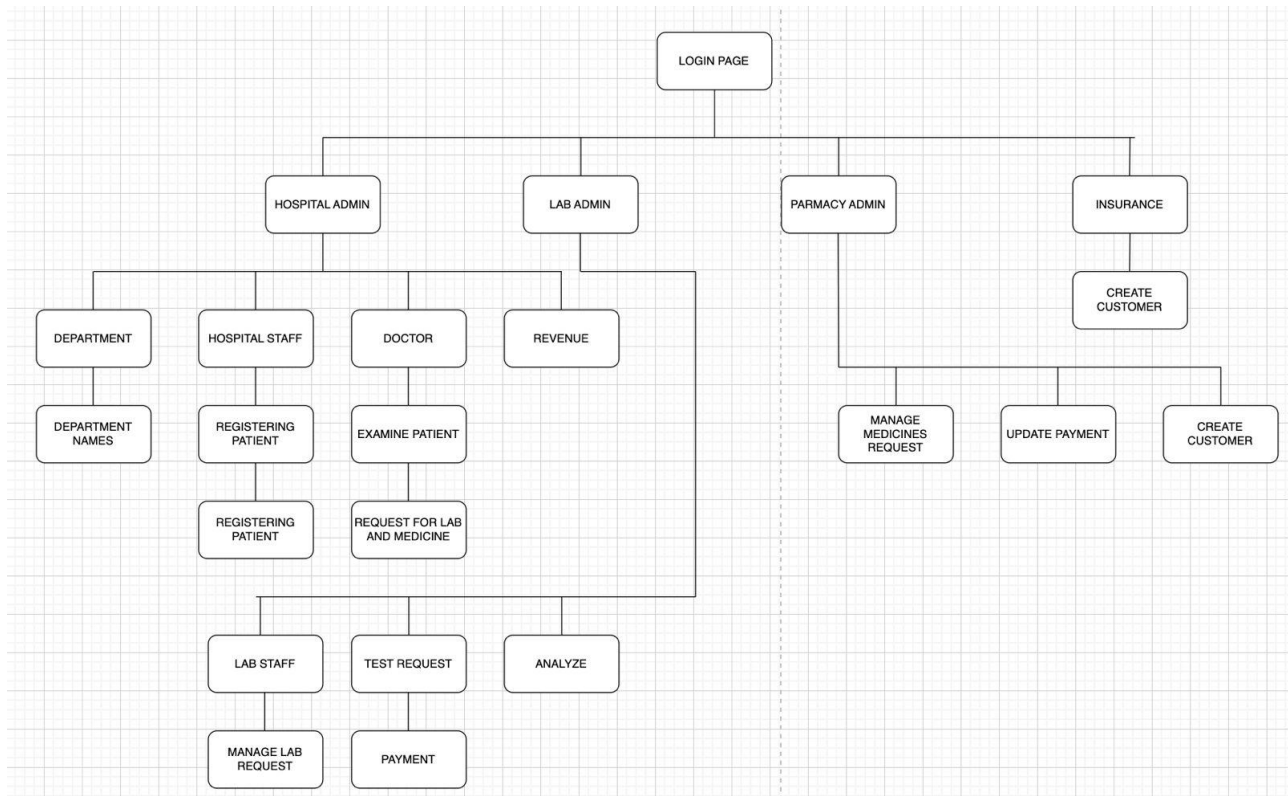 LOGIN PAGE
HOSPITAL ADMIN
LAB ADMIN
PARMACY ADMIN
INSURANCE
CREATE
CUSTOMER
DEPARTMENT
HOSPITAL STAFF
DOCTOR
REVENUE
DEPARTMENT
NAMES
REGISTERING
PATIENT
EXAMINE PATIENT
MANAGE
MEDICINES
REQUEST
UPDATE PAYMENT
CREATE
CUSTOMER
REGISTERING
PATIENT
REQUEST FOR LAB
AND MEDICINE
LAB STAFF
TEST REQUEST
ANALYZE
MANAGE LAB
REQUEST
PAYMENT